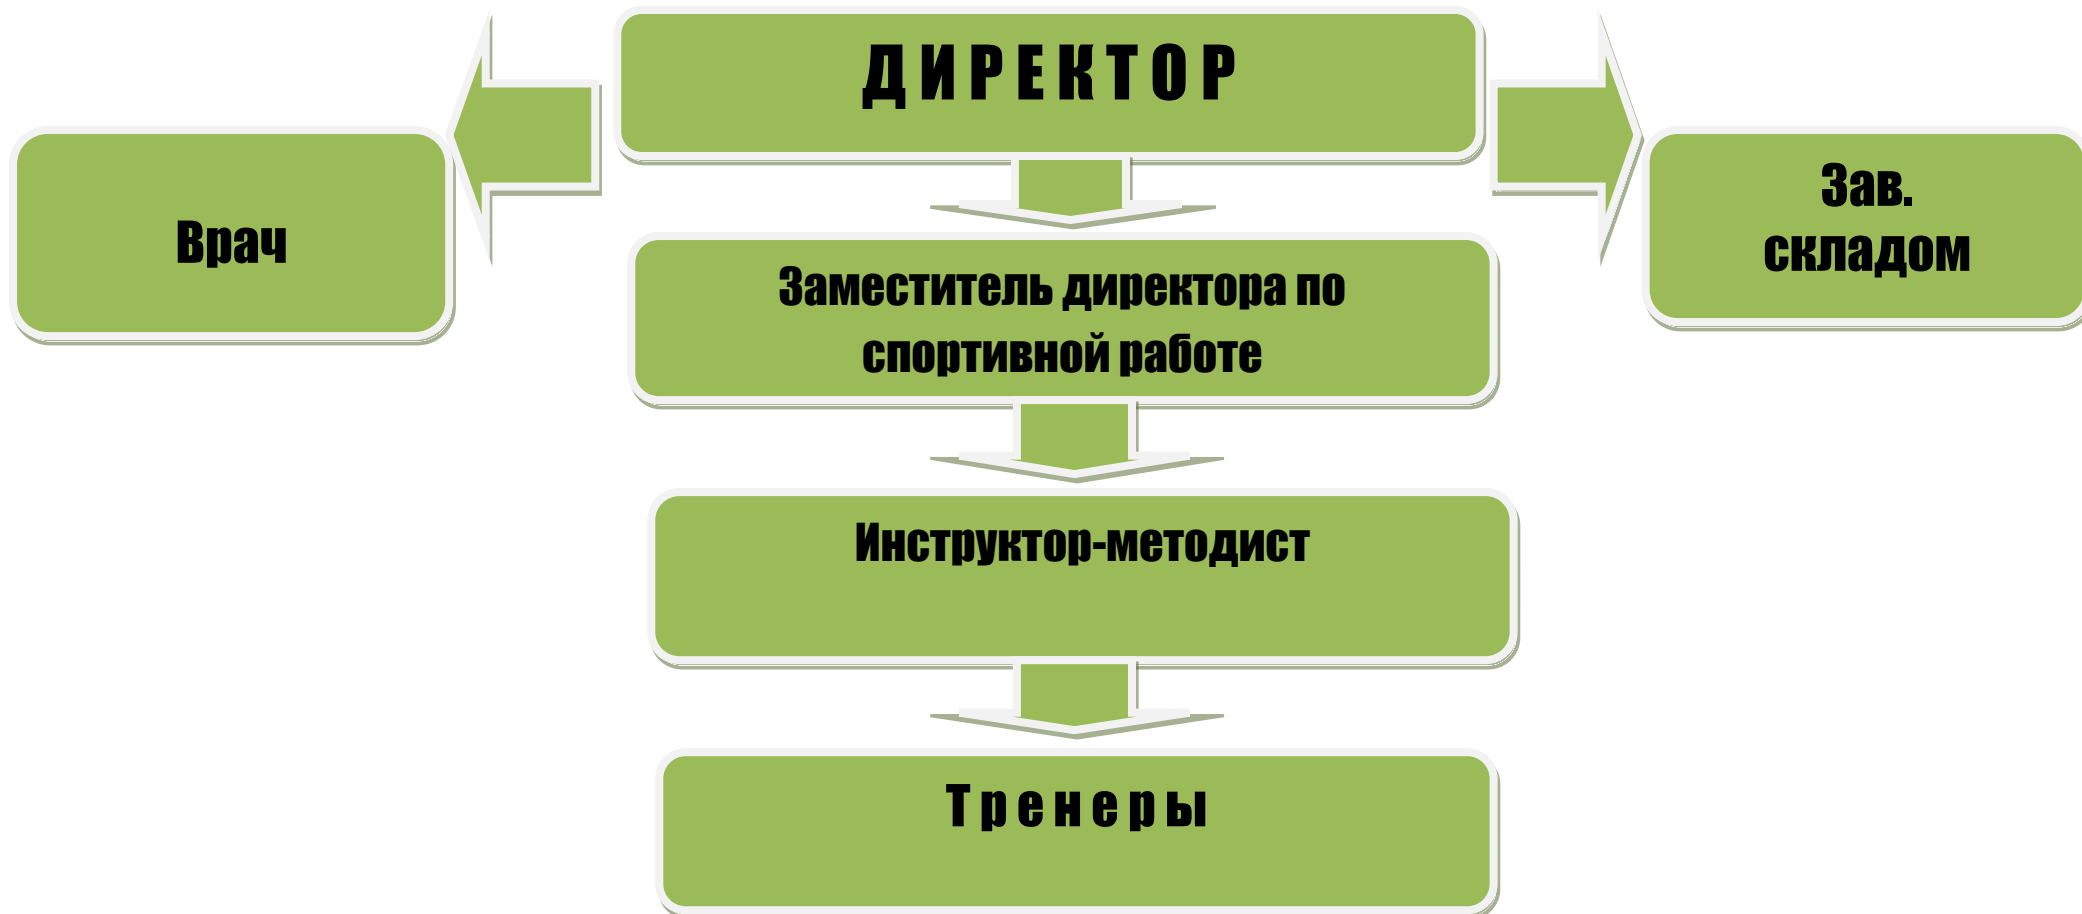 ДИРЕКТОР
Врач
Зав.
складом
Заместитель директора по
спортивной работе
Инструктор-методист
Тренеры